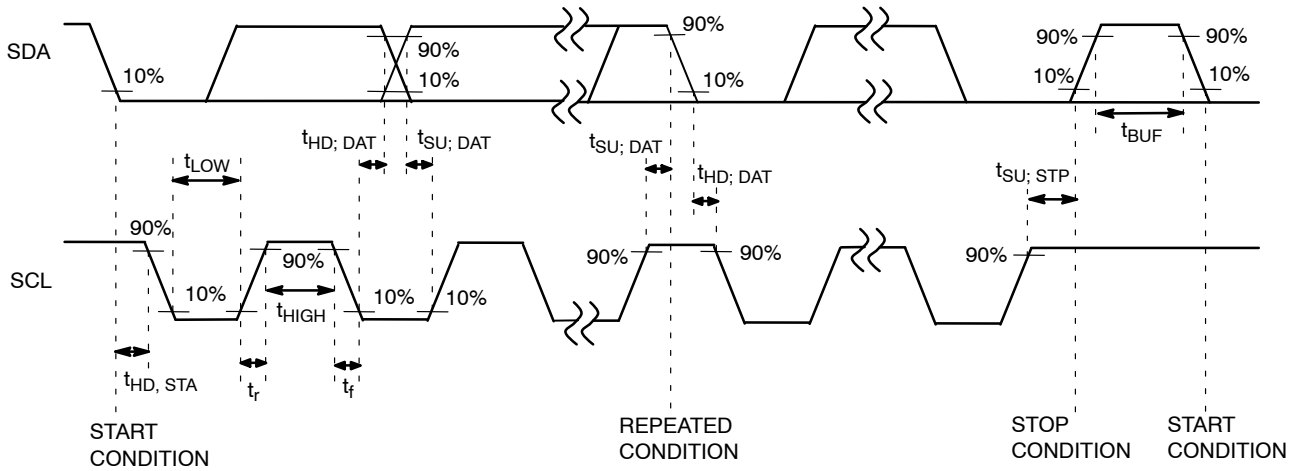 SDA
10%
90%
10%
90%
10%
90%
10%
90%
10%
tHD; DAT
tSU; DAT
tSU; DAT
tHD; DAT
tBUF
tSU; STP
tLOW
SCL
90%
10%
90%
tHIGH
10%
10%
90%
90%
90%
tHD, STA
tr
tf
START
CONDITION
REPEATED
CONDITION
STOP
CONDITION
START
CONDITION